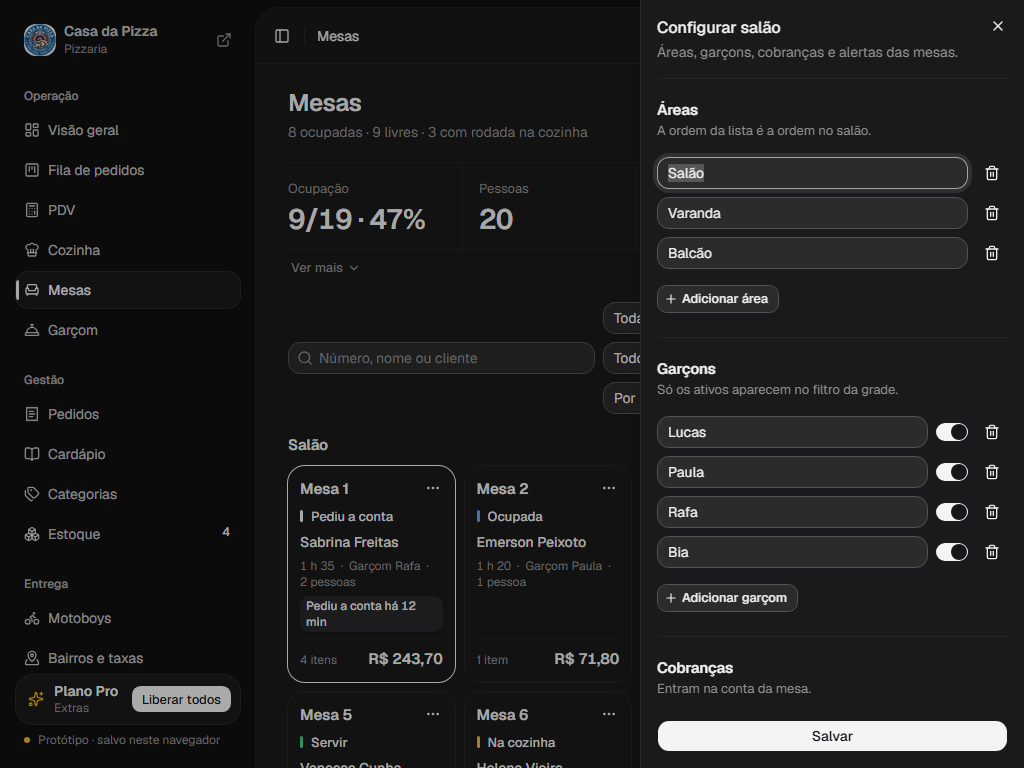 Casa da Pizza
Pizzaria
Operação
Visão geral
Fila de pedidos
PDV
Cozinha
Mesas
Garçom
Gestão
Pedidos
Cardápio
Categorias
Estoque
4
Entrega
Motoboys
Bairros e taxas
Plano Pro
Extras
Liberar todos
Protótipo · salvo neste navegador
Mesas
Mesas
8 ocupadas · 9 livres · 3 com rodada na cozinha
Ocupação
9/19 · 47%
Pessoas
20
Ver mais
Toda
Número, nome ou cliente
Todo
Por
Salão
Mesa 1
Pediu a conta
Sabrina Freitas
1 h 35 · Garçom Rafa ·
2 pessoas
Pediu a conta há 12
min
4 itens
R$ 243,70
Mesa 2
Ocupada
Emerson Peixoto
1 h 20 · Garçom Paula ·
1 pessoa
1 item
R$ 71,80
Mesa 5
Servir
Vanessa Cunha
Mesa 6
Na cozinha
Helena Vieira
Configurar salão
Áreas, garçons, cobranças e alertas das mesas.
Áreas
A ordem da lista é a ordem no salão.
Salão
Varanda
Balcão
+ Adicionar área
Garçons
Só os ativos aparecem no filtro da grade.
Lucas
Paula
Rafa
Bia
+ Adicionar garçom
Cobranças
Entram na conta da mesa.
Salvar